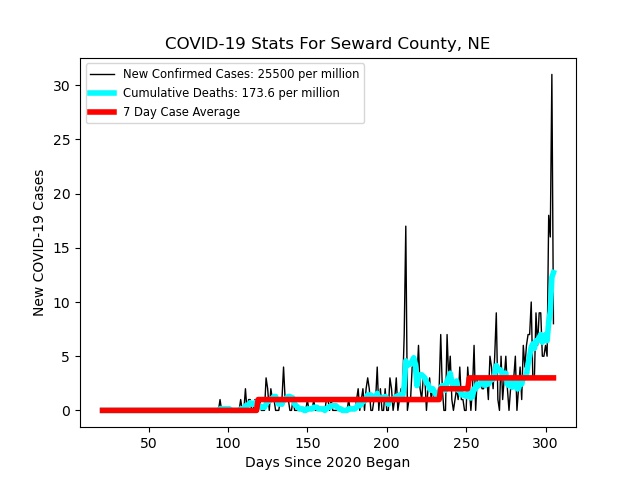 COVID-19 Stats For Seward County, NE
New Confirmed Cases: 25500 per million
Cumulative Deaths: 173.6 per million
7 Day Case Average
New COVID-19 Cases
30
25
20
15
10
5
0
50 100 150 200 250 300
Days Since 2020 Began